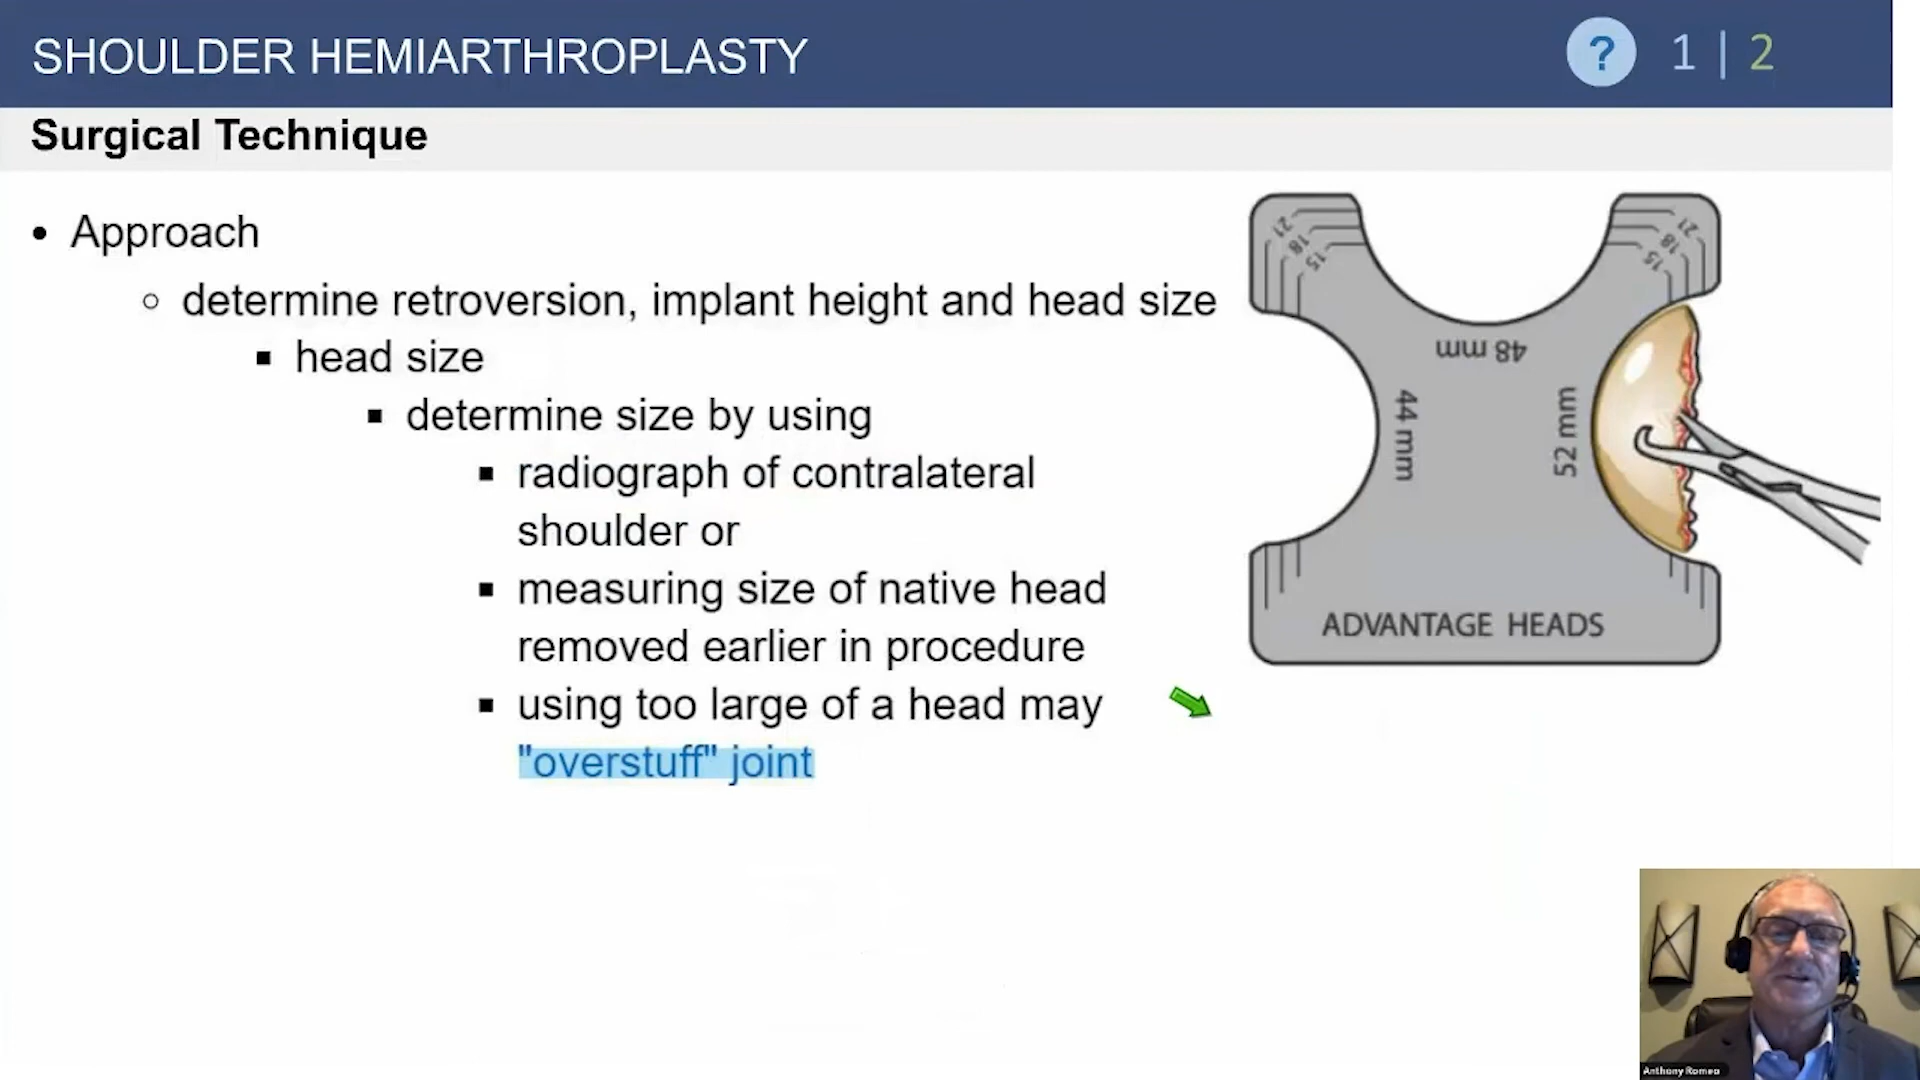 SHOULDER HEMIARTHROPLASTY
? 1 | 2
Surgical Technique
• Approach
○ determine retroversion, implant height and head size
▪ head size
▪ determine size by using
▪ radiograph of contralateral
shoulder or
▪ measuring size of native head
removed earlier in procedure
▪ using too large of a head may
"overstuff" joint
21
18
15
21
18
15
48 mm
44 mm
52 mm
ADVANTAGE HEADS
Anthony Romeo